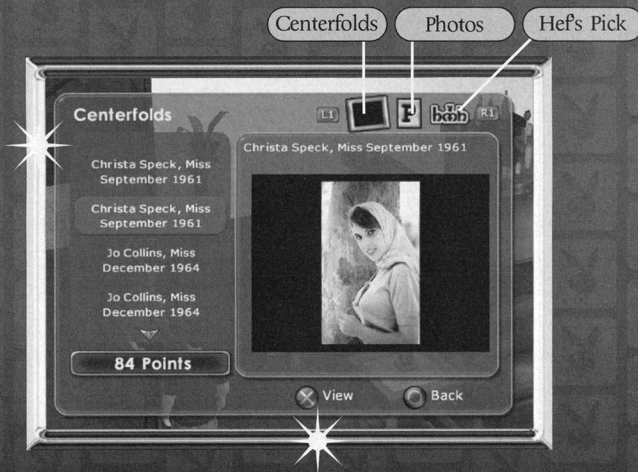 Centerfolds
Photos
Hef's Pick
Centerfolds
L1
P
R1
Christa Speck, Miss
September 1961
Christa Speck, Miss
September 1961
Jo Collins, Miss
December 1964
Jo Collins, Miss
December 1964
84 Points
Christa Speck, Miss September 1961
View
Back